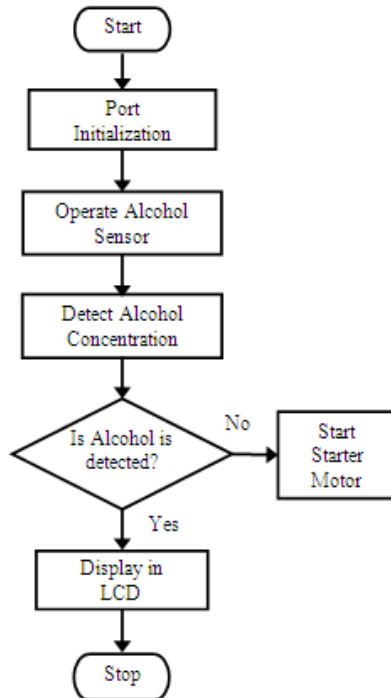 Start
Port
Initialization
Operate Alcohol
Sensor
Detect Alcohol
Concentration
Is Alcohol is
detected?
No
Start
Starter
Motor
Yes
Display in
LCD
Stop